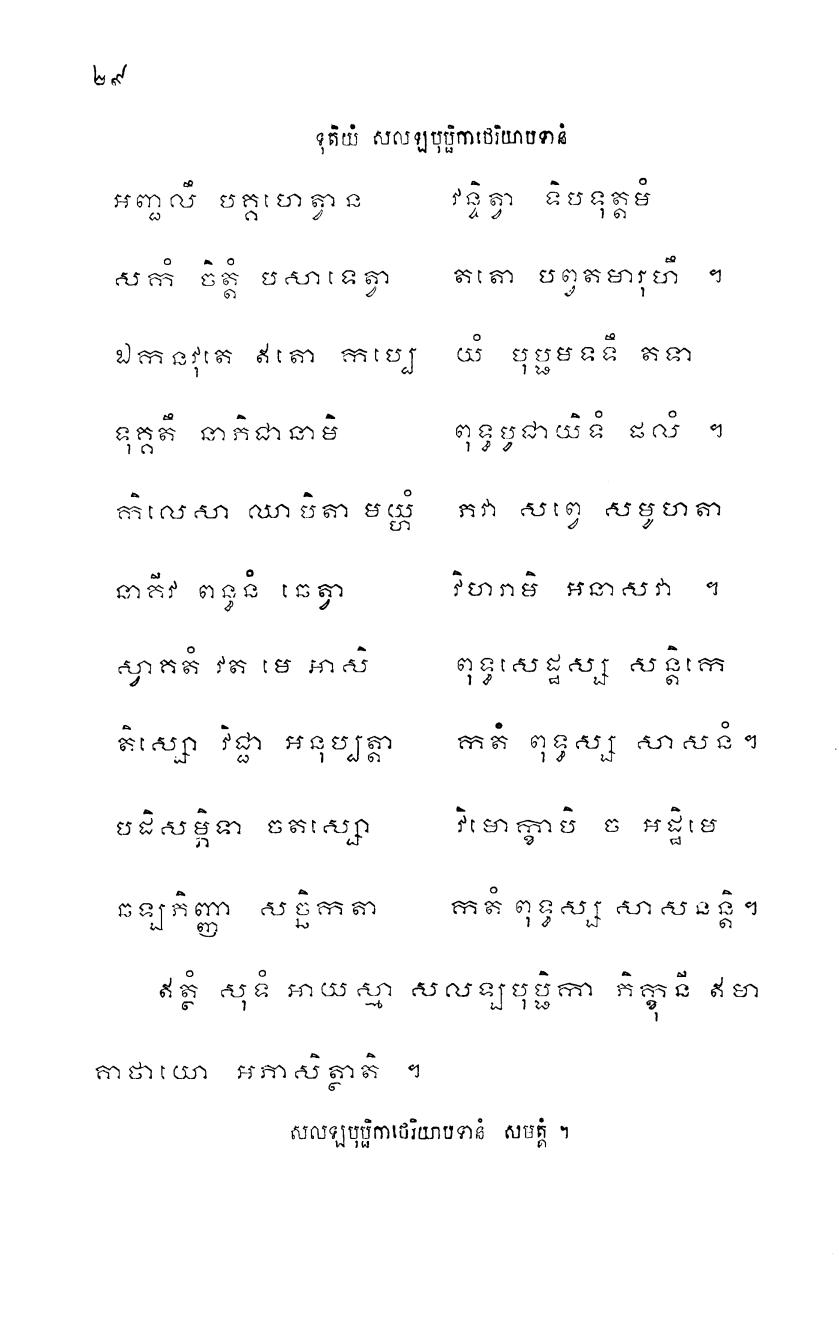 ២៩
ទុតិយំ សលឡបុប្ផិកាថេរិយាបទានំ
អញ្ជលឹ បគ្គហេត្វាន វន្ទិត្វា ទិបទុត្តមំ
សកំ ចិត្តំ បសាទេត្វា តតោ បព្វតមារុហឹ ។
ឯកនវុតេ ឥតោ កប្បេ យំ បុប្ផមទទឹ តទា
ទុគ្គតឹ នាភិជានាមិ ពុទ្ធបូជាយិទំ ផលំ ។
កិលេសា ឈាបិតា មយ្ហំ ភវា សព្វេ សមូហតា
នាគីវ ពន្ធនំ ឆេត្វា វិហរាមិ អនាសវា ។
ស្វាគតំ វត មេ អាសិ ពុទ្ធសេដ្ឋស្ស សន្តិកេ
តិស្សោ វិជ្ជា អនុប្បត្តា កតំ ពុទ្ធស្ស សាសនំ ។
បដិសម្ភិទា ចតស្សោ វិមោក្ខាបិ ច អដ្ឋិមេ
ឆឡភិញ្ញា សច្ឆិកតា កតំ ពុទ្ធស្ស សាសនន្តិ ។
ឥត្ថំ សុទំ អាយស្មា សលឡបុប្ផិកា ភិក្ខុនី ឥមា
គាថាយោ អភាសិត្ថាតិ ។
សលឡបុប្ផិកាថេរិយាបទានំ សមត្តំ ។